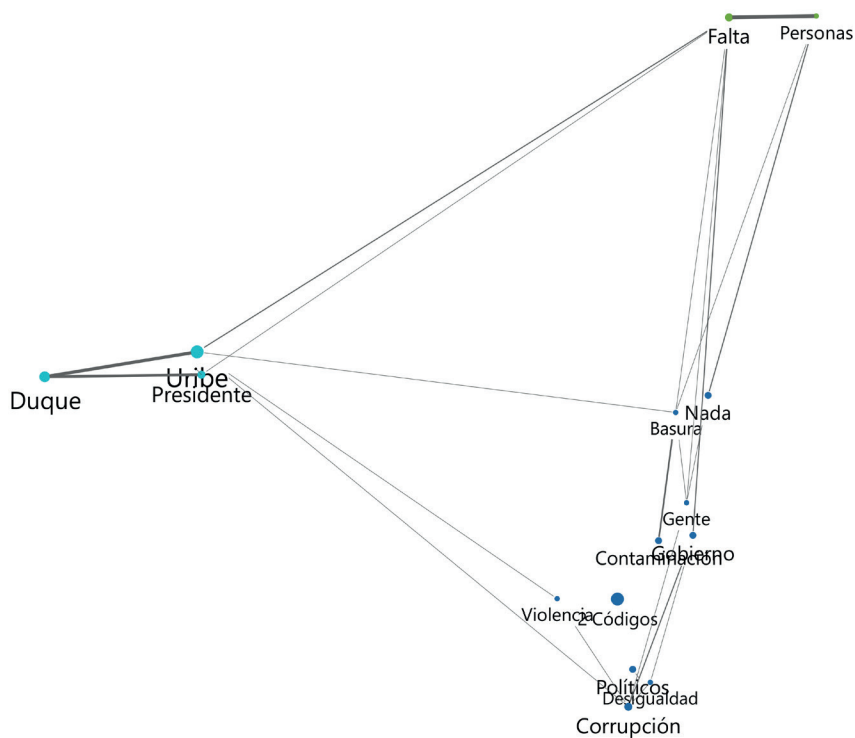 Falta
Personas
Uribe
Duque
Presidente
Nada
Basura
Gente
Gobierno
Contaminación
Violencia
2 Códigos
Políticos
Desigualdad
Corrupción